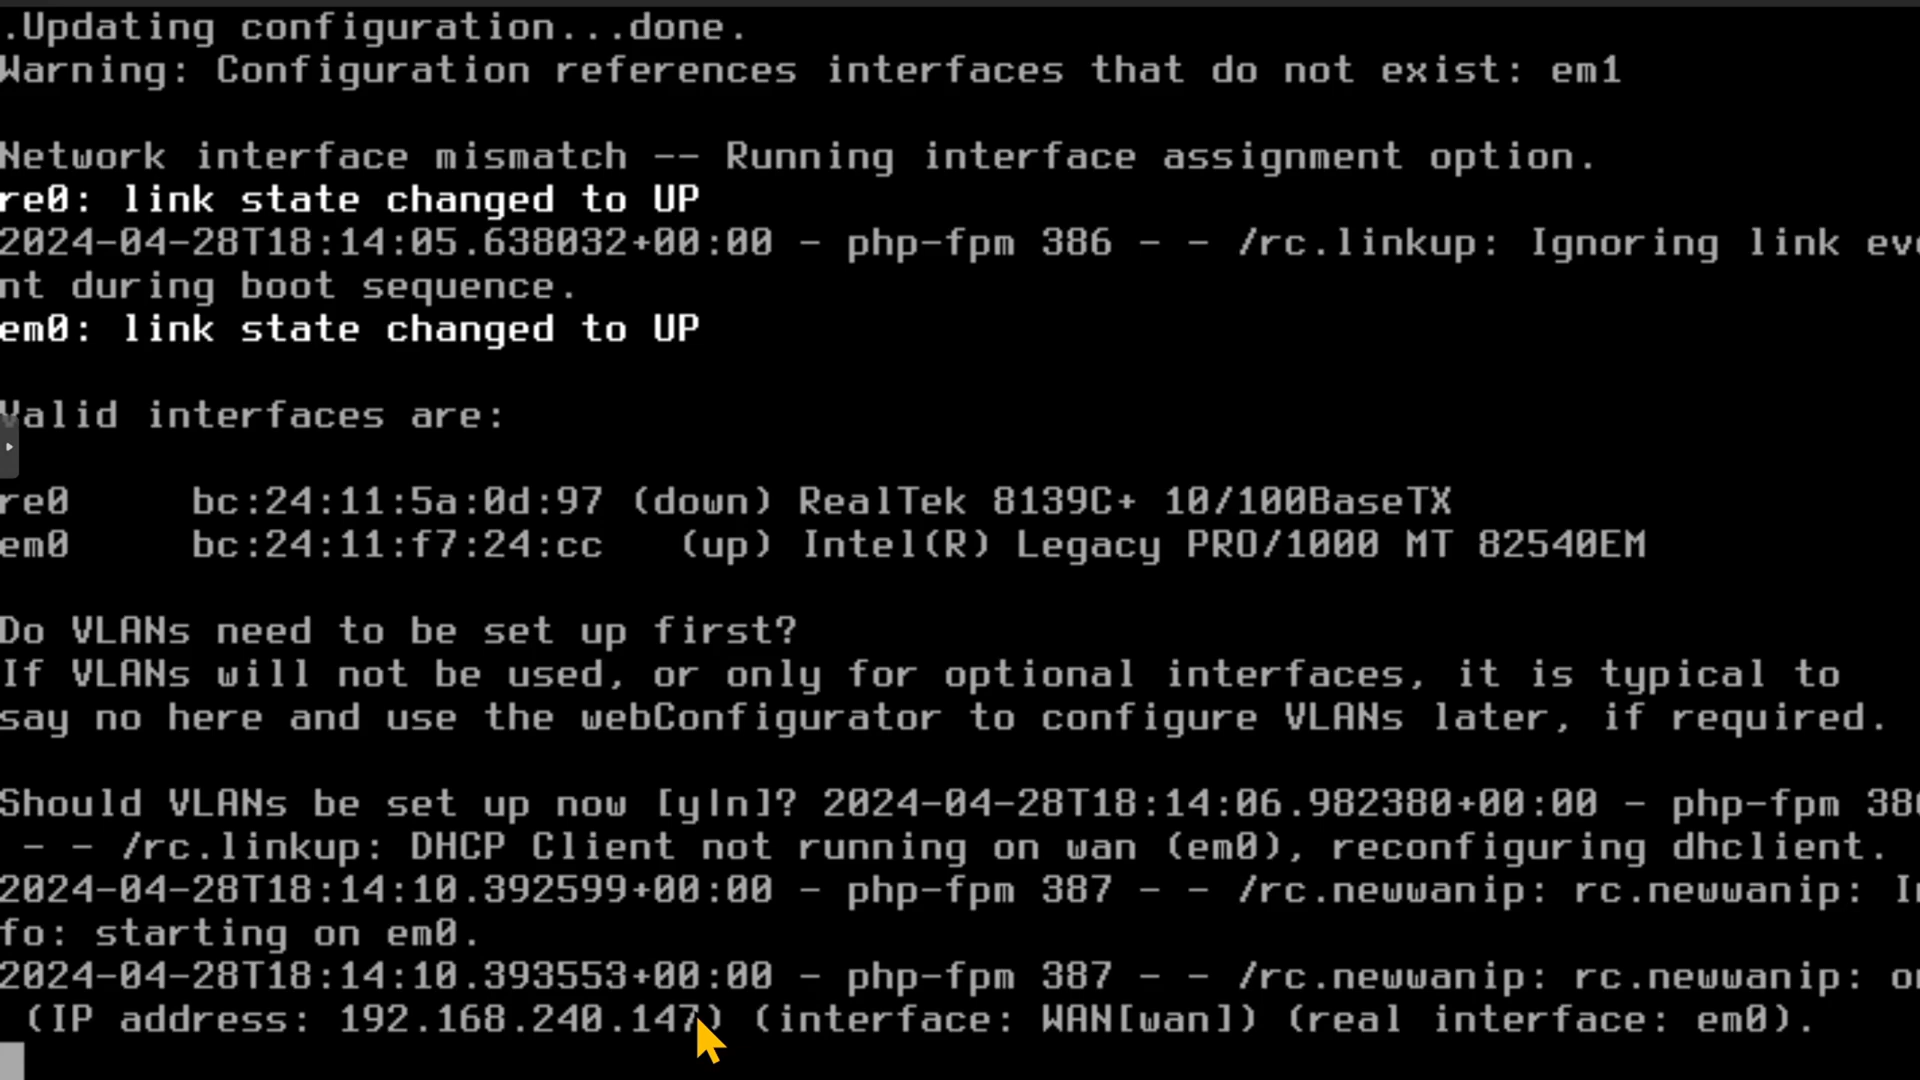 .Updating configuration...done.
Warning: Configuration references interfaces that do not exist: em1
Network interface mismatch -- Running interface assignment option.
re0: link state changed to UP
2024-04-28T18:14:05.638032+00:00 - php-fpm 386 - - /rc.linkup: Ignoring link eve
nt during boot sequence.
em0: link state changed to UP
Valid interfaces are:
re0 bc:24:11:5a:0d:97 (down) RealTek 8139C+ 10/100BaseTX
em0 bc:24:11:f7:24:cc (up) Intel(R) Legacy PRO/1000 MT 82540EM
Do VLANs need to be set up first?
If VLANs will not be used, or only for optional interfaces, it is typical to
say no here and use the webConfigurator to configure VLANs later, if required.
Should VLANs be set up now [y|n]? 2024-04-28T18:14:06.982380+00:00 - php-fpm 386
- - /rc.linkup: DHCP Client not running on wan (em0), reconfiguring dhclient.
2024-04-28T18:14:10.392599+00:00 - php-fpm 387 - - /rc.newwanip: rc.newwanip: In
fo: starting on em0.
2024-04-28T18:14:10.393553+00:00 - php-fpm 387 - - /rc.newwanip: rc.newwanip: on
(IP address: 192.168.240.147) (interface: WAN[wan]) (real interface: em0).